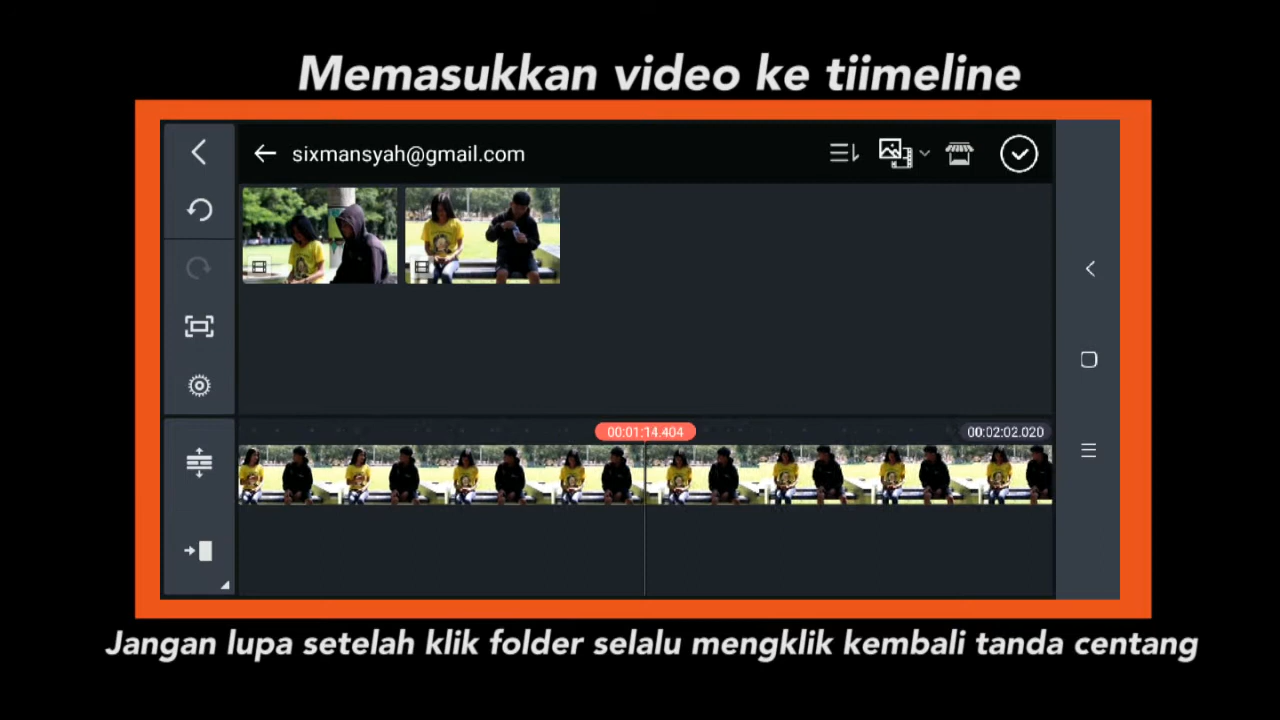 Memasukkan video ke tiimeline
sixmansyah@gmail.com
00:01:14.404
00:02:02.020
Jangan lupa setelah klik folder selalu mengklik kembali tanda centang